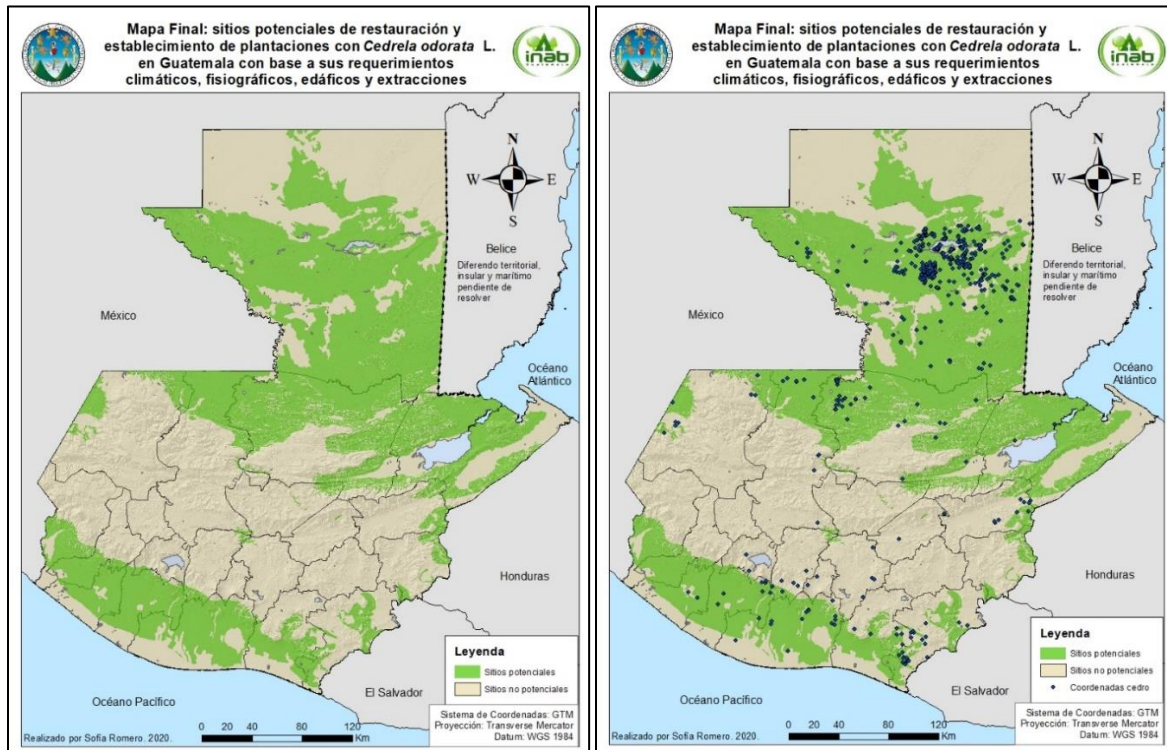 Mapa Final: sitios potenciales de restauración y
establecimiento de plantaciones con Cedrela odorata L.
en Guatemala con base a sus requerimientos
climáticos, fisiográficos, edáficos y extracciones
inab
N
W
E
S
Belice
Diferendo territorial,
insular y marítimo
pendiente de
resolver
México
Océano
Atlántico
Honduras
Leyenda
Sitios potenciales
Sitios no potenciales
El Salvador
Océano Pacífico
0 20 40 80 120
Km
Sistema de Coordenadas: GTM
Proyección: Transverse Mercator
Datum: WGS 1984
Realizado por Sofía Romero. 2020.
Mapa Final: sitios potenciales de restauración y
establecimiento de plantaciones con Cedrela odorata L.
en Guatemala con base a sus requerimientos
climáticos, fisiográficos, edáficos y extracciones
inab
N
W
E
S
Belice
Diferendo territorial,
insular y marítimo
pendiente de
resolver
México
Océano
Atlántico
Honduras
Leyenda
Sitios potenciales
Sitios no potenciales
Coordenadas cedro
El Salvador
Océano Pacífico
0 20 40 80 120
Km
Sistema de Coordenadas: GTM
Proyección: Transverse Mercator
Datum: WGS 1984
Realizado por Sofía Romero. 2020.